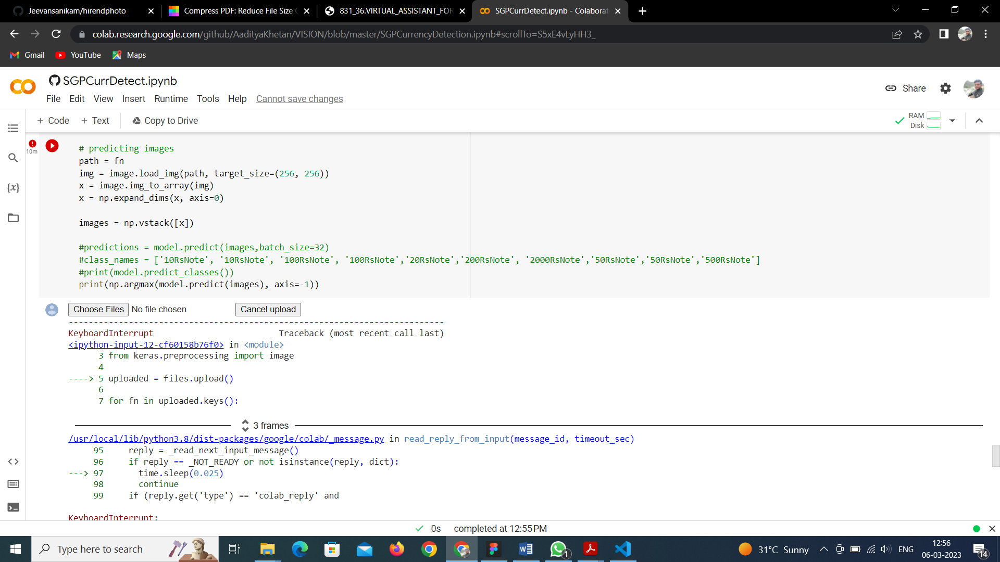 Jeevansanikam/hirendphoto
Compress PDF: Reduce File Size
831_36.VIRTUAL_ASSISTANT_FOR
SGPCurrDetect.ipynb - Colaborat
colab.research.google.com/github/AadityaKhetan/VISION/blob/master/SGPCurrencyDetection.ipynb#scrollTo=S5xE4vLyHH3_
Gmail YouTube Maps
SGPCurrDetect.ipynb
File Edit View Insert Runtime Tools Help Cannot save changes
Share
+ Code + Text Copy to Drive
RAM
Disk
10m
# predicting images
path = fn
img = image.load_img(path, target_size=(256, 256))
x = image.img_to_array(img)
x = np.expand_dims(x, axis=0)
images = np.vstack([x])
#predictions = model.predict(images,batch_size=32)
#class_names = ['10RsNote', '10RsNote', '100RsNote', '100RsNote','20RsNote','200RsNote', '2000RsNote','50RsNote','50RsNote','500RsNote']
#print(model.predict_classes())
print(np.argmax(model.predict(images), axis=-1))
Choose Files No file chosen Cancel upload
---------------------------------------------------------------------------
KeyboardInterrupt Traceback (most recent call last)
<ipython-input-12-cf60158b76f0> in <module>
3 from keras.preprocessing import image
4
----> 5 uploaded = files.upload()
6
7 for fn in uploaded.keys():
3 frames
/usr/local/lib/python3.8/dist-packages/google/colab/_message.py in read_reply_from_input(message_id, timeout_sec)
95 reply = _read_next_input_message()
96 if reply == _NOT_READY or not isinstance(reply, dict):
---> 97 time.sleep(0.025)
98 continue
99 if (reply.get('type') == 'colab_reply' and
KeyboardInterrupt:
0s completed at 12:55 PM
Type here to search
1
31°C Sunny
ENG
12:56
06-03-2023
14